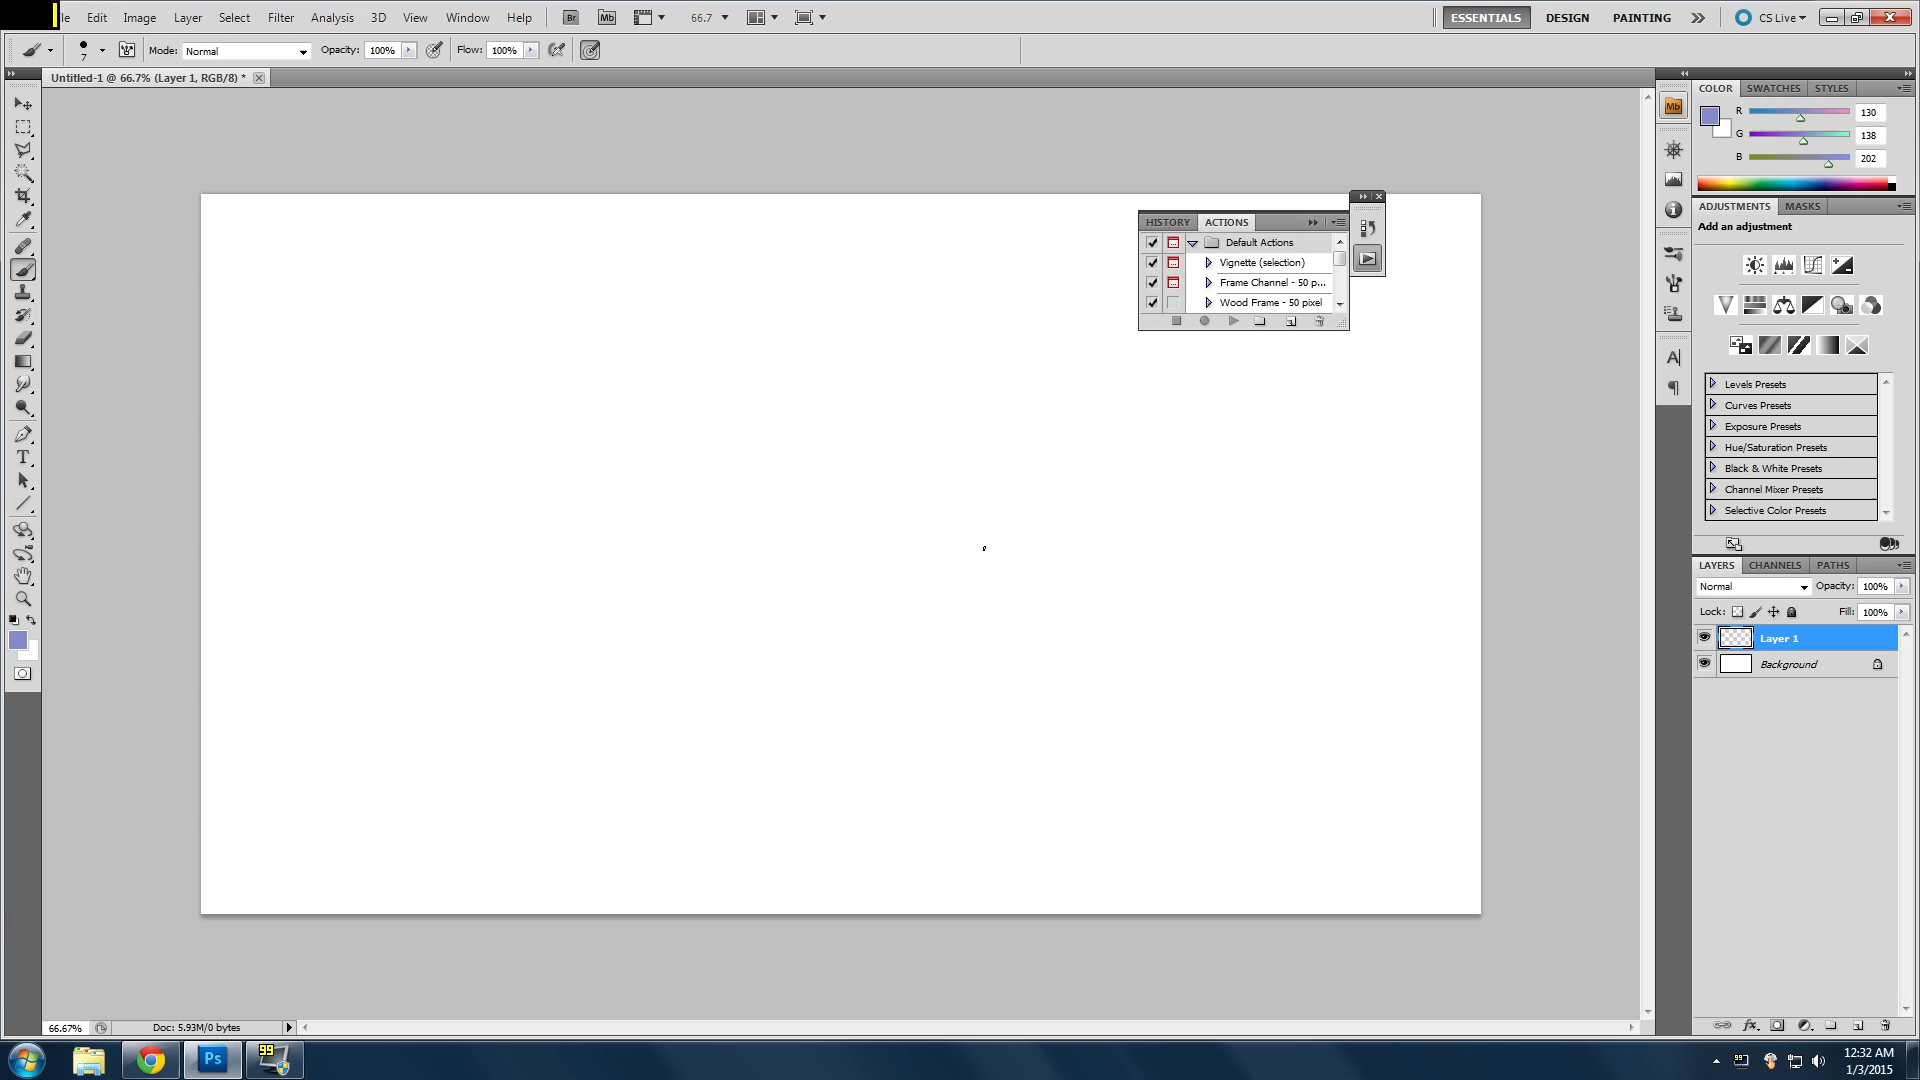 le Edit Image Layer Select Filter Analysis 3D View Window Help Br Mb 66.7 ESSENTIALS DESIGN PAINTING CS Live
7 Mode: Normal Opacity: 100% Flow: 100%
Untitled-1 @ 66.7% (Layer 1, RGB/8) *
COLOR SWATCHES STYLES
Mb
R 130
G 138
B 202
ADJUSTMENTS MASKS
Add an adjustment
HISTORY ACTIONS
Default Actions
Vignette (selection)
Frame Channel - 50 p...
Wood Frame - 50 pixel
Levels Presets
Curves Presets
Exposure Presets
Hue/Saturation Presets
Black & White Presets
Channel Mixer Presets
Selective Color Presets
LAYERS CHANNELS PATHS
Normal Opacity: 100%
Lock: Fill: 100%
Layer 1
Background
66.67% Doc: 5.93M/0 bytes
Ps 99 99
12:32 AM
1/3/2015